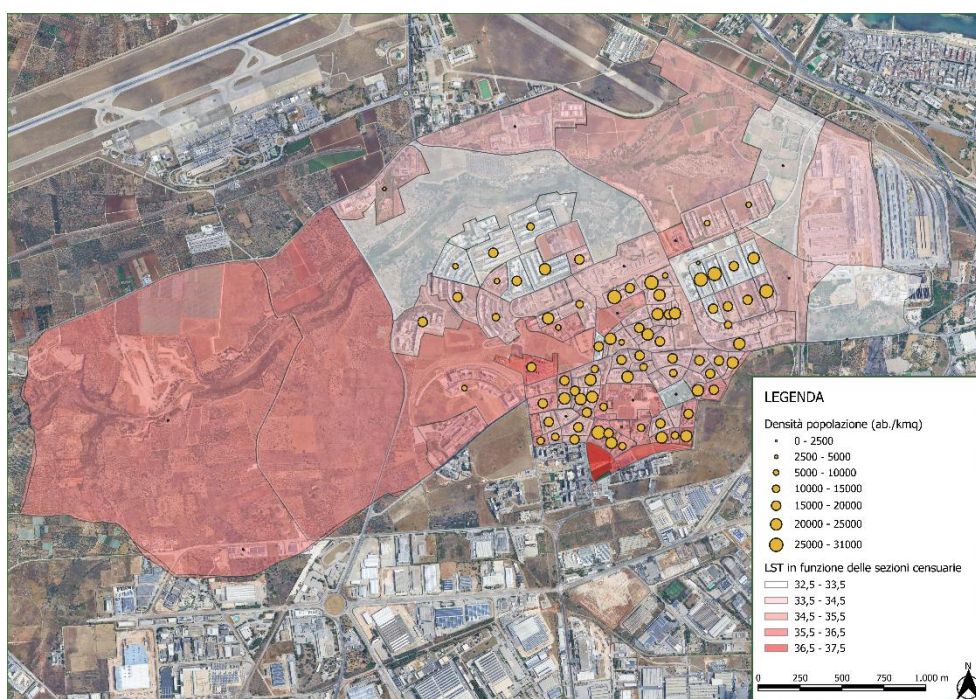 LEGENDA
Densità popolazione (ab./kmq)
0 - 2500
2500 - 5000
5000 - 10000
10000 - 15000
15000 - 20000
20000 - 25000
25000 - 31000
LST in funzione delle sezioni censuarie
32,5 - 33,5
33,5 - 34,5
34,5 - 35,5
35,5 - 36,5
36,5 - 37,5
0 250 500 750 1.000 m
N